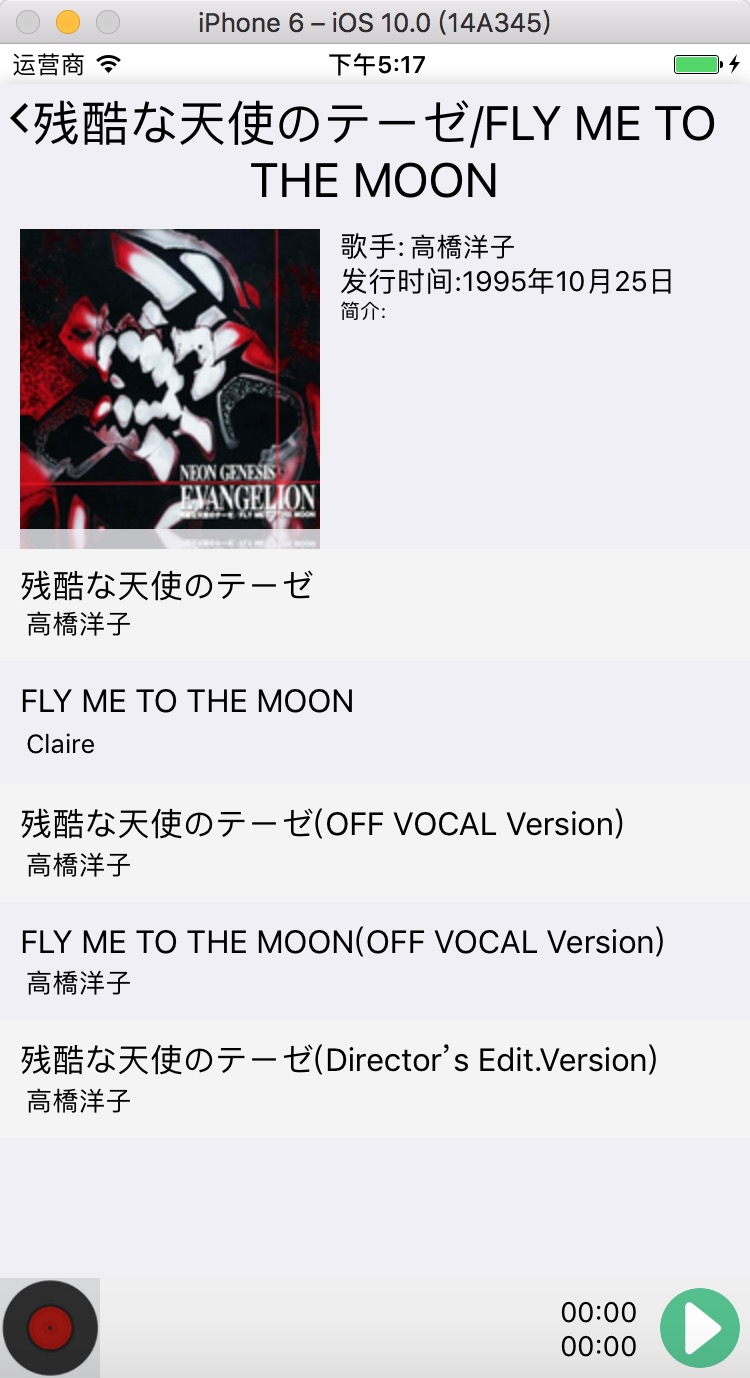 iPhone 6 – iOS 10.0 (14A345)
运营商 下午5:17
残酷な天使のテーゼ/FLY ME TO
THE MOON
歌手: 高橋洋子
发行时间:1995年10月25日
简介:
NEON GENESIS
EVANGELION
残酷な天使のテーゼ
高橋洋子
FLY ME TO THE MOON
Claire
残酷な天使のテーゼ(OFF VOCAL Version)
高橋洋子
FLY ME TO THE MOON(OFF VOCAL Version)
高橋洋子
残酷な天使のテーゼ(Director’s Edit.Version)
高橋洋子
00:00
00:00